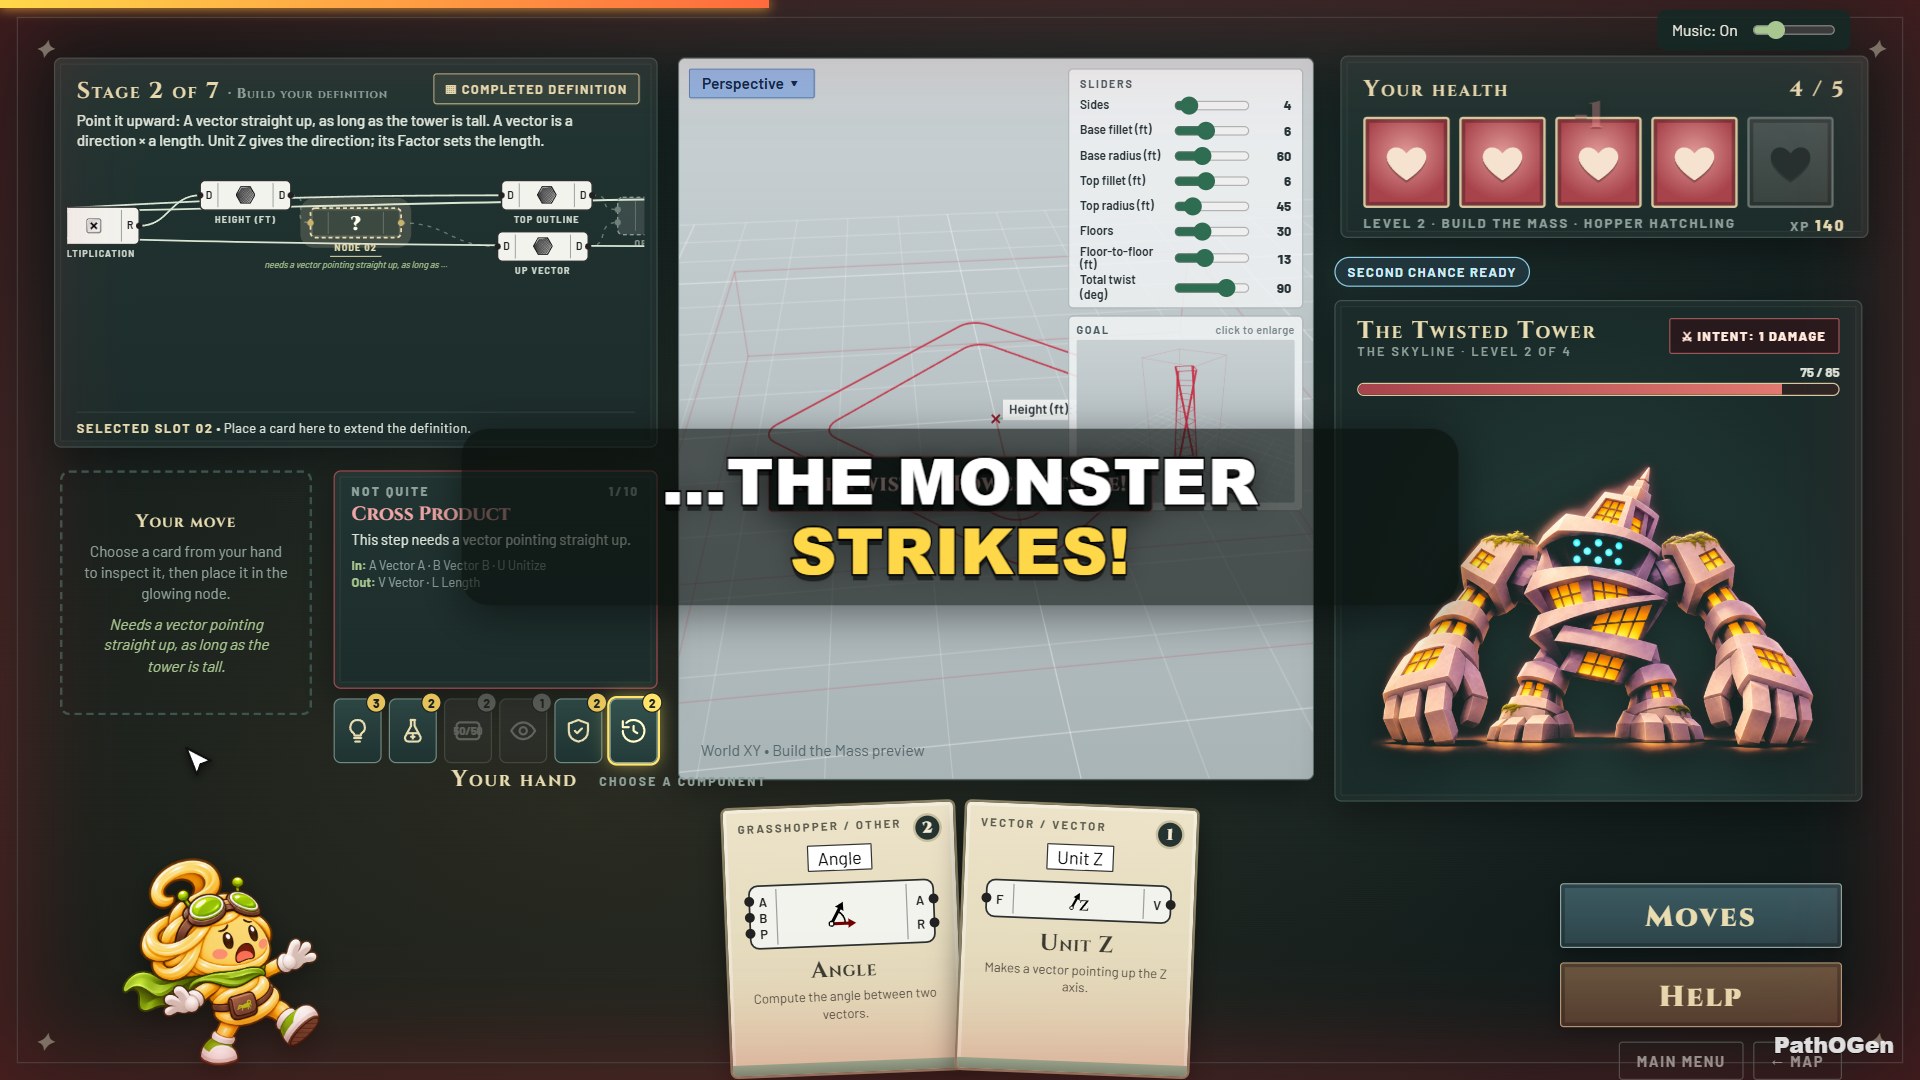 Music: On
STAGE 2 OF 7 · BUILD YOUR DEFINITION
COMPLETED DEFINITION
Point it upward: A vector straight up, as long as the tower is tall. A vector is a
direction × a length. Unit Z gives the direction; its Factor sets the length.
R
LTIPLICATION
D D
HEIGHT (FT)
?
NODE 02
needs a vector pointing straight up, as long as ...
D D
TOP OUTLINE
D D
UP VECTOR
SELECTED SLOT 02 • Place a card here to extend the definition.
YOUR MOVE
Choose a card from your hand
to inspect it, then place it in the
glowing node.
Needs a vector pointing
straight up, as long as the
tower is tall.
NOT QUITE
1/10
CROSS PRODUCT
This step needs a vector pointing straight up.
In: A Vector A · B Vector B · U Unitize
Out: V Vector · L Length
3
2
2
50/50
1
2
2
YOUR HAND
CHOOSE A COMPONENT
Perspective ▼
SLIDERS
Sides 4
Base fillet (ft) 6
Base radius (ft) 60
Top fillet (ft) 6
Top radius (ft) 45
Floors 30
Floor-to-floor
(ft) 13
Total twist
(deg) 90
GOAL
click to enlarge
Height (ft)
...THE MONSTER
STRIKES!
World XY • Build the Mass preview
YOUR HEALTH
4 / 5
-1
LEVEL 2 · BUILD THE MASS · HOPPER HATCHLING
XP 140
SECOND CHANCE READY
THE TWISTED TOWER
THE SKYLINE · LEVEL 2 OF 4
INTENT: 1 DAMAGE
75 / 85
GRASSHOPPER / OTHER
2
Angle
A
B
P
A
R
ANGLE
Compute the angle between two
vectors.
VECTOR / VECTOR
1
Unit Z
F
Z
V
UNIT Z
Makes a vector pointing up the Z
axis.
MOVES
HELP
MAIN MENU
← MAP
PathOGen